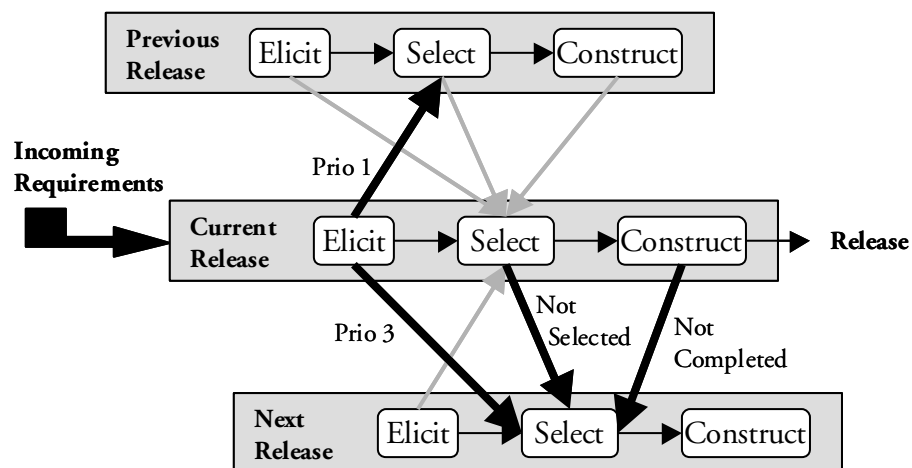 Previous
Release
Elicit
Select
Construct
Incoming
Requirements
Prio 1
Current
Release
Elicit
Select
Construct
Release
Prio 3
Not
Selected
Not
Completed
Next
Release
Elicit
Select
Construct